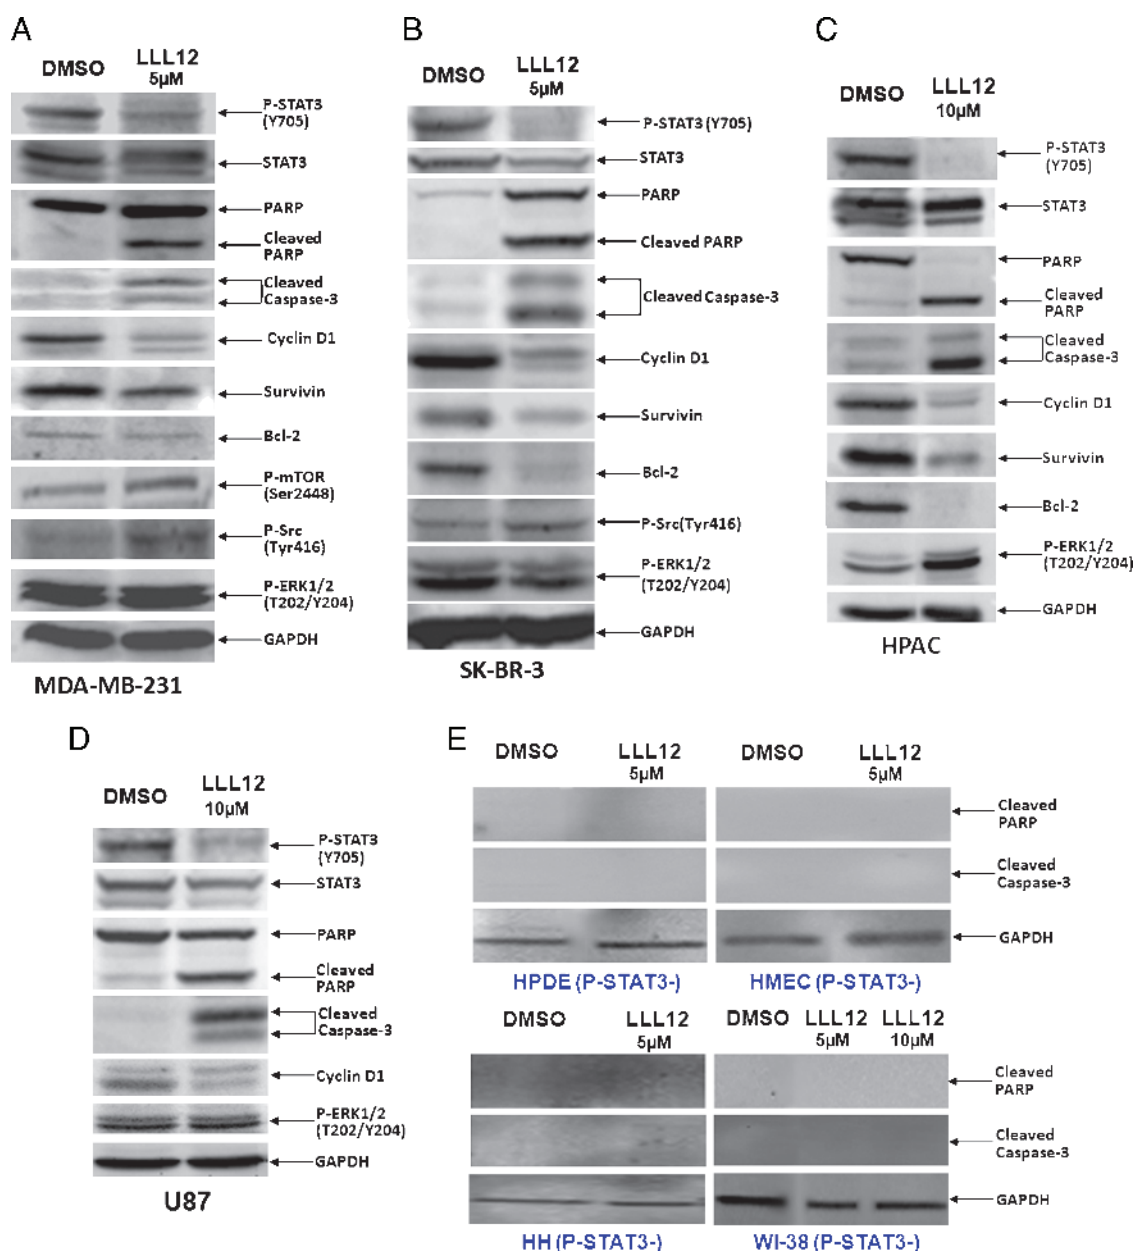 A
DMSO
LLL12
5µM
P-STAT3
(Y705)
STAT3
PARP
Cleaved
PARP
Cleaved
Caspase-3
Cyclin D1
Survivin
Bcl-2
P-mTOR
(Ser2448)
P-Src
(Tyr416)
P-ERK1/2
(T202/Y204)
GAPDH
MDA-MB-231
B
DMSO
LLL12
5µM
P-STAT3 (Y705)
STAT3
PARP
Cleaved PARP
Cleaved Caspase-3
Cyclin D1
Survivin
Bcl-2
P-Src(Tyr416)
P-ERK1/2
(T202/Y204)
GAPDH
SK-BR-3
C
DMSO
LLL12
10µM
P-STAT3
(Y705)
STAT3
PARP
Cleaved
PARP
Cleaved
Caspase-3
Cyclin D1
Survivin
Bcl-2
P-ERK1/2
(T202/Y204)
GAPDH
HPAC
D
DMSO
LLL12
10µM
P-STAT3
(Y705)
STAT3
PARP
Cleaved
PARP
Cleaved
Caspase-3
Cyclin D1
P-ERK1/2
(T202/Y204)
GAPDH
U87
E
DMSO LLL12 DMSO LLL12
5µM 5µM
Cleaved
PARP
Cleaved
Caspase-3
GAPDH
HPDE (P-STAT3-) HMEC (P-STAT3-)
DMSO LLL12 DMSO LLL12 LLL12
5µM 5µM 10µM
Cleaved
PARP
Cleaved
Caspase-3
GAPDH
HH (P-STAT3-) WI-38 (P-STAT3-)